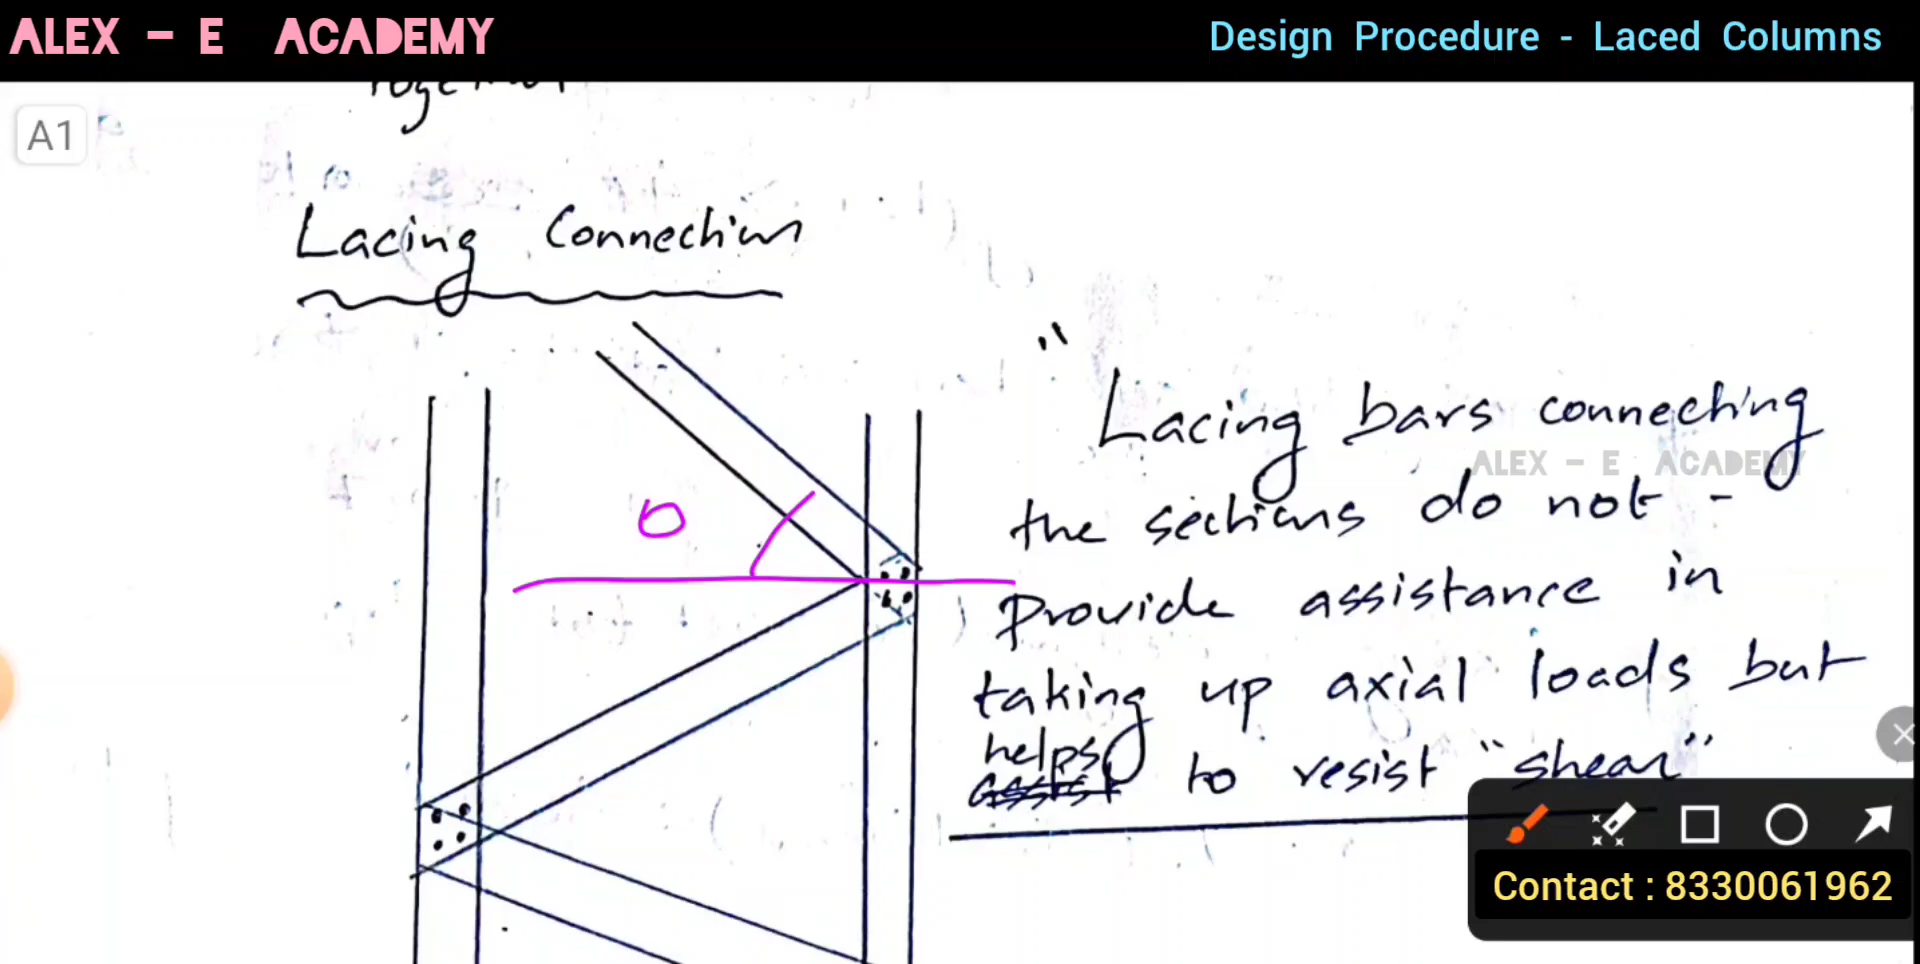 ALEX - E ACADEMY
Design Procedure - Laced Columns
A1
Lacing Connection
"
Lacing bars connecting
ALEX - E ACADEMY
the sections do not -
Provide assistance in
taking up axial loads but
helps
to resist "shear"
Contact : 8330061962